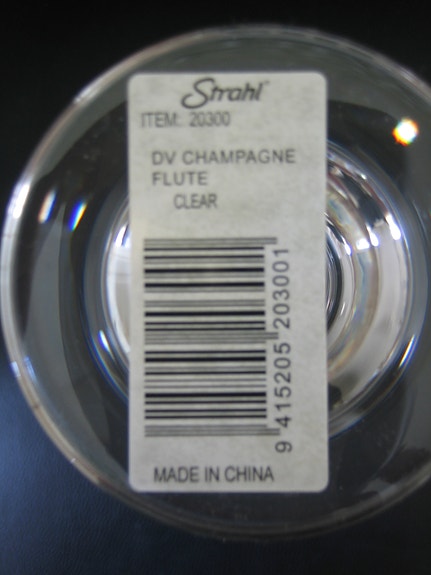 Strahl
ITEM: 20300
DV CHAMPAGNE
FLUTE
CLEAR
9 415205 203001
MADE IN CHINA